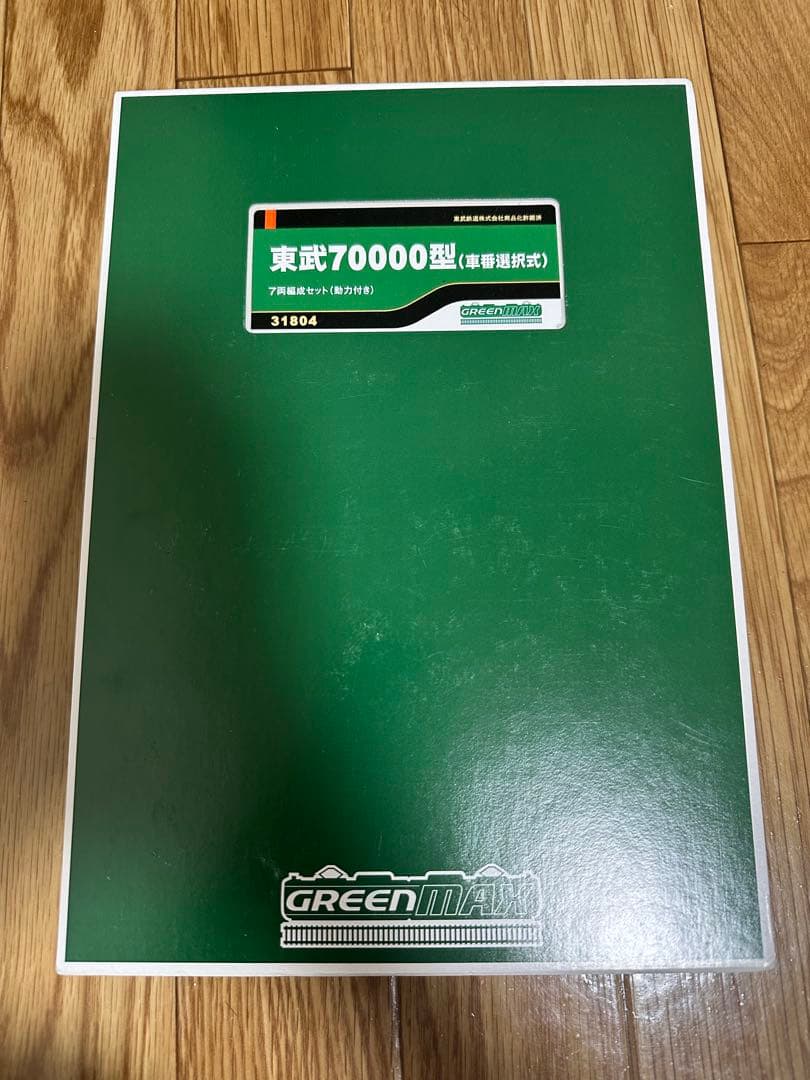 東武鉄道株式会社商品化許諾済
東武70000型(車番選択式)
7両編成セット(動力付き)
31804
GREENMAX
GREENMAX